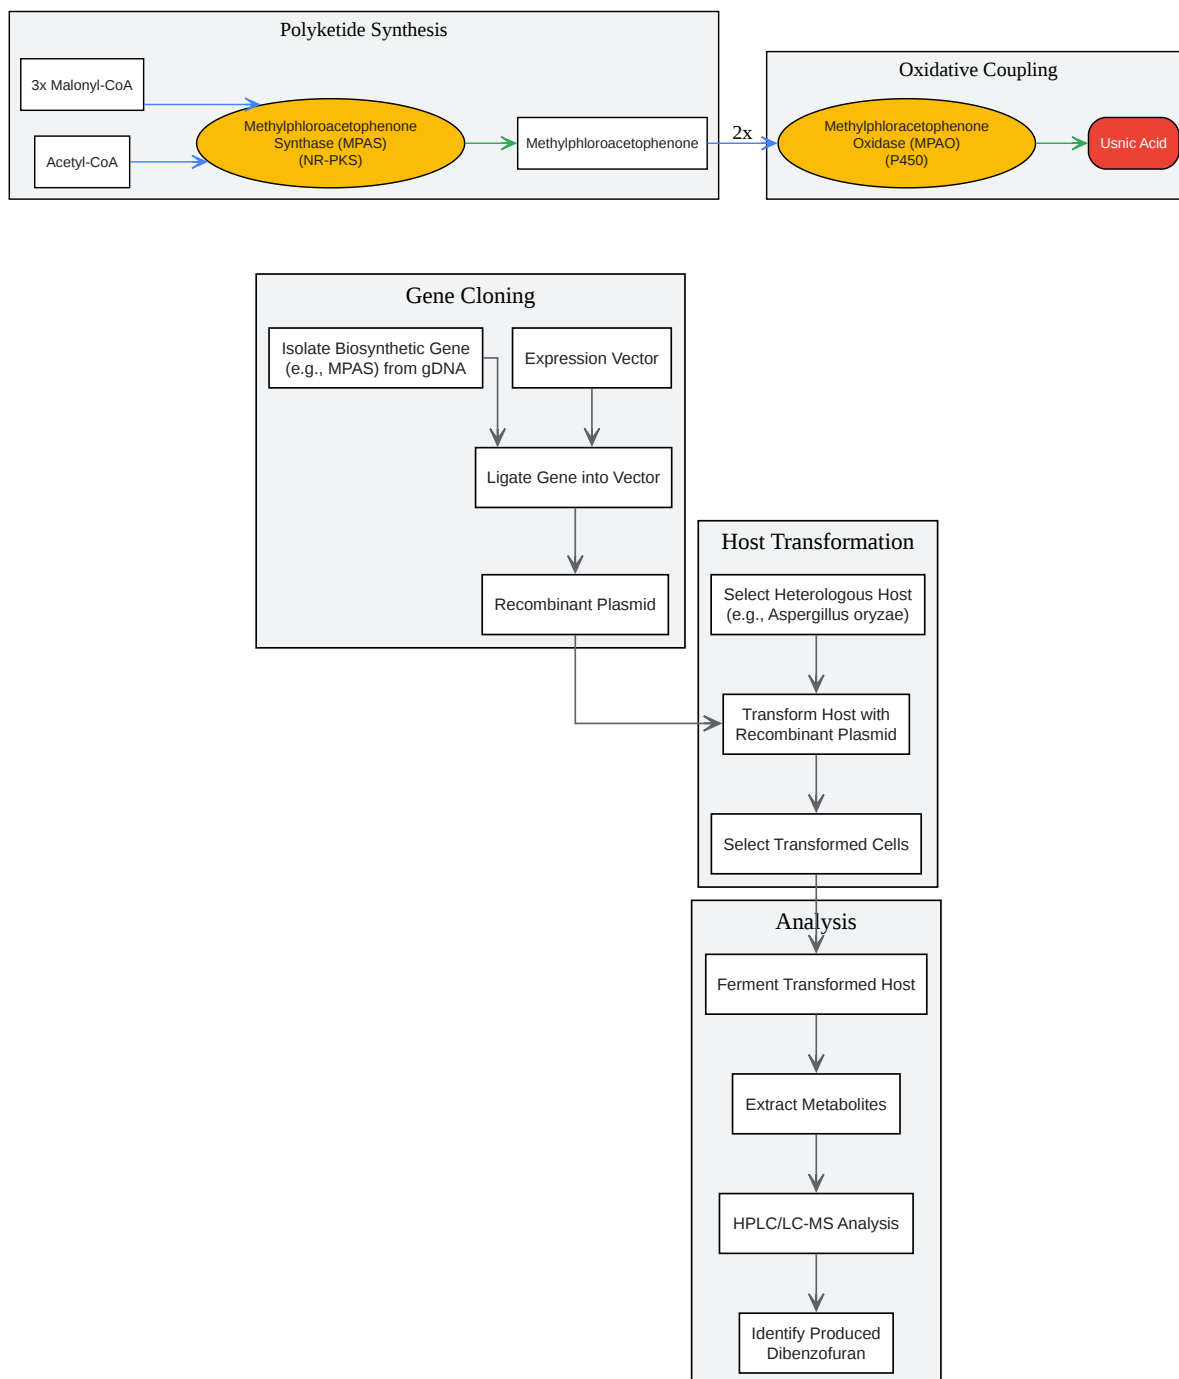 Polyketide Synthesis
3x Malonyl-CoA
Acetyl-CoA
Methylphloroacetophenone
Synthase (MPAS)
(NR-PKS)
Methylphloroacetophenone
2x
Oxidative Coupling
Methylphloracetophenone
Oxidase (MPAO)
(P450)
Usnic Acid
Gene Cloning
Isolate Biosynthetic Gene
(e.g., MPAS) from gDNA
Expression Vector
Ligate Gene into Vector
Recombinant Plasmid
Host Transformation
Select Heterologous Host
(e.g., Aspergillus oryzae)
Transform Host with
Recombinant Plasmid
Select Transformed Cells
Analysis
Ferment Transformed Host
Extract Metabolites
HPLC/LC-MS Analysis
Identify Produced
Dibenzofuran